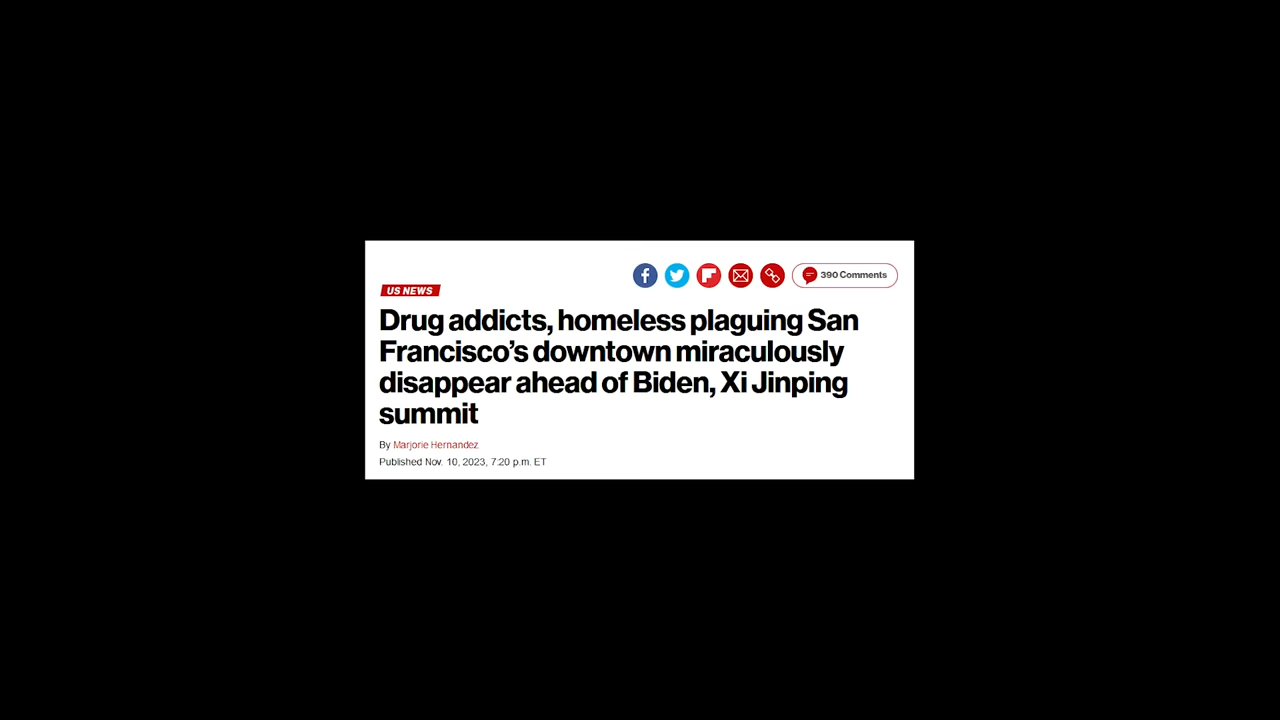 390 Comments
US NEWS
Drug addicts, homeless plaguing San
Francisco’s downtown miraculously
disappear ahead of Biden, Xi Jinping
summit
By Marjorie Hernandez
Published Nov. 10, 2023, 7:20 p.m. ET